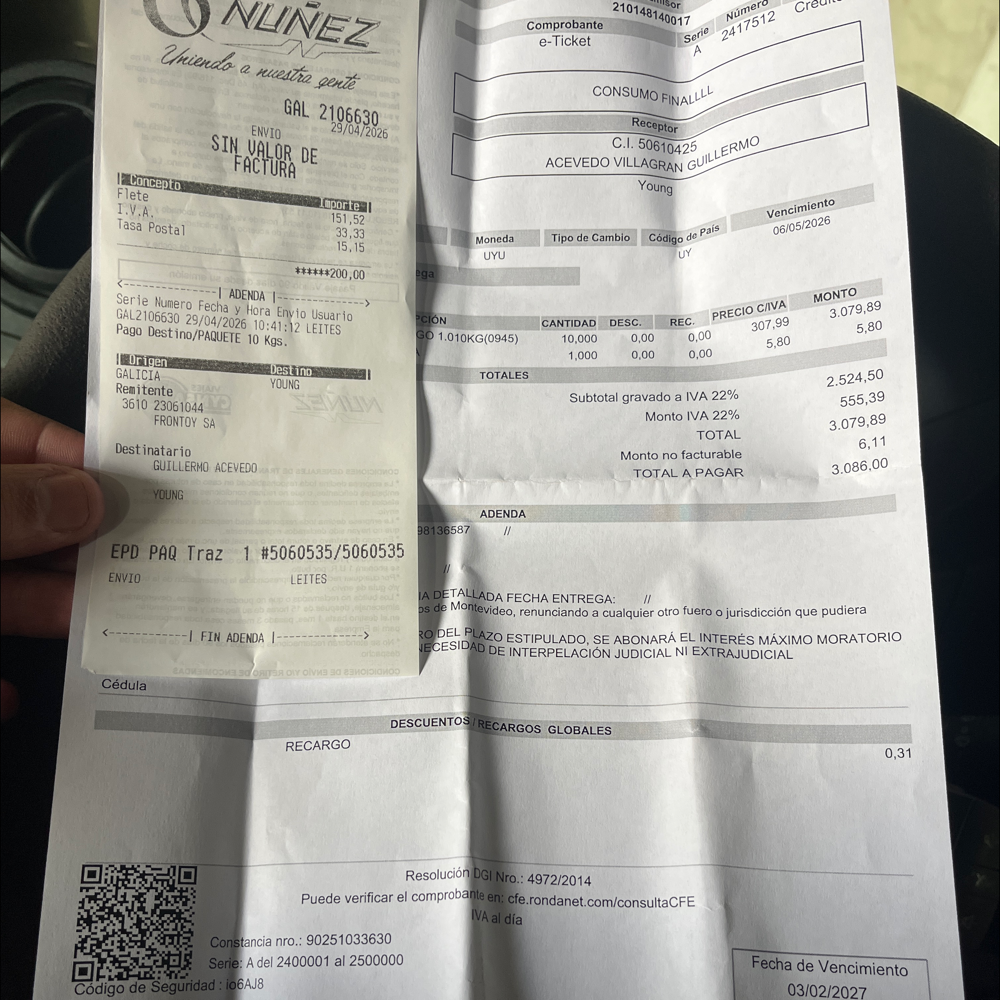 NUÑEZ
Uniendo a nuestra gente
GAL 2106630
29/04/2026
ENVIO
SIN VALOR DE
FACTURA
Concepto Importe
Flete 151,52
I.V.A. 33,33
Tasa Postal 15,15
******200,00
<---------------| ADENDA |--------------->
Serie Numero Fecha y Hora Envio Usuario
GAL2106630 29/04/2026 10:41:12 LEITES
Pago Destino/PAQUETE 10 Kgs.
Origen Destino
GALICIA YOUNG
Remitente
3610 23061044
FRONTOY SA
Destinatario
GUILLERMO ACEVEDO
YOUNG
EPD PAQ Traz 1 #5060535/5060535
ENVIO LEITES
<-------------| FIN ADENDA |-------------->
210148140017
Comprobante Serie Número
e-Ticket A 2417512
CONSUMO FINALLLL
Receptor
C.I. 50610425
ACEVEDO VILLAGRAN GUILLERMO
Young
Moneda Tipo de Cambio Código de País Vencimiento
UYU UY 06/05/2026
CANTIDAD DESC. REC. PRECIO C/IVA MONTO
1.010KG(0945) 10,000 0,00 0,00 307,99 3.079,89
1,000 0,00 0,00 5,80 5,80
TOTALES
Subtotal gravado a IVA 22% 2.524,50
Monto IVA 22% 555,39
TOTAL 3.079,89
Monto no facturable 6,11
TOTAL A PAGAR 3.086,00
ADENDA
98136587 //
//
DETALLADA FECHA ENTREGA: //
de Montevideo, renunciando a cualquier otro fuero o jurisdicción que pudiera
DEL PLAZO ESTIPULADO, SE ABONARÁ EL INTERÉS MÁXIMO MORATORIO
NECESIDAD DE INTERPELACIÓN JUDICIAL NI EXTRAJUDICIAL
Cédula
DESCUENTOS / RECARGOS GLOBALES
RECARGO 0,31
Resolución DGI Nro.: 4972/2014
Puede verificar el comprobante en: cfe.rondanet.com/consultaCFE
IVA al día
Constancia nro.: 90251033630
Serie: A del 2400001 al 2500000
Código de Seguridad : io6AJ8
Fecha de Vencimiento
03/02/2027